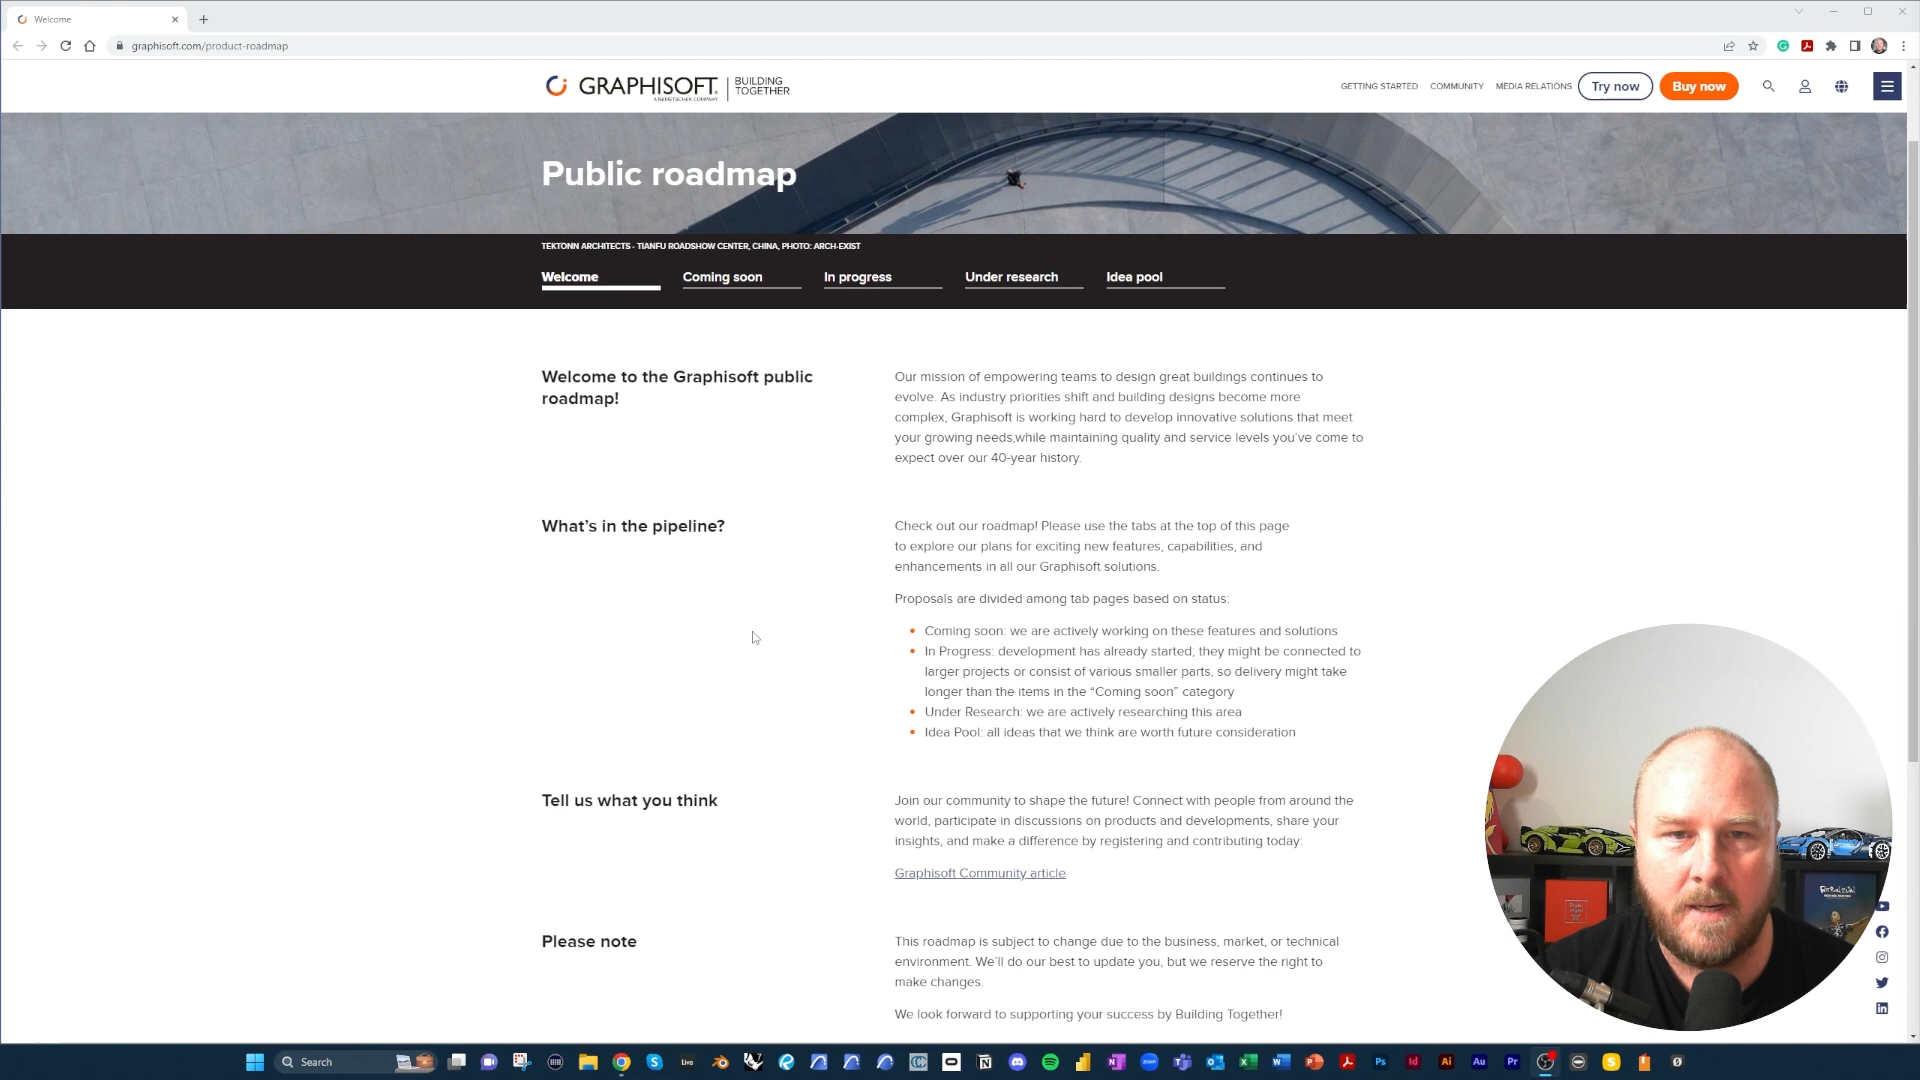 Welcome
graphisoft.com/product-roadmap
GRAPHISOFT.
A NEMETSCHEK COMPANY
BUILDING
TOGETHER
GETTING STARTED
COMMUNITY
MEDIA RELATIONS
Try now
Buy now
Public roadmap
TEKTONN ARCHITECTS - TIANFU ROADSHOW CENTER, CHINA, PHOTO: ARCH-EXIST
Welcome
Coming soon
In progress
Under research
Idea pool
Welcome to the Graphisoft public
roadmap!
Our mission of empowering teams to design great buildings continues to
evolve. As industry priorities shift and building designs become more
complex, Graphisoft is working hard to develop innovative solutions that meet
your growing needs,while maintaining quality and service levels you've come to
expect over our 40-year history.
What's in the pipeline?
Check out our roadmap! Please use the tabs at the top of this page
to explore our plans for exciting new features, capabilities, and
enhancements in all our Graphisoft solutions.
Proposals are divided among tab pages based on status:
• Coming soon: we are actively working on these features and solutions
• In Progress: development has already started; they might be connected to
larger projects or consist of various smaller parts, so delivery might take
longer than the items in the “Coming soon” category
• Under Research: we are actively researching this area
• Idea Pool: all ideas that we think are worth future consideration
Tell us what you think
Join our community to shape the future! Connect with people from around the
world, participate in discussions on products and developments, share your
insights, and make a difference by registering and contributing today:
Graphisoft Community article
Please note
This roadmap is subject to change due to the business, market, or technical
environment. We'll do our best to update you, but we reserve the right to
make changes.
We look forward to supporting your success by Building Together!
Search
Live
zoom
Ps
Id
Ai
Au
Pr